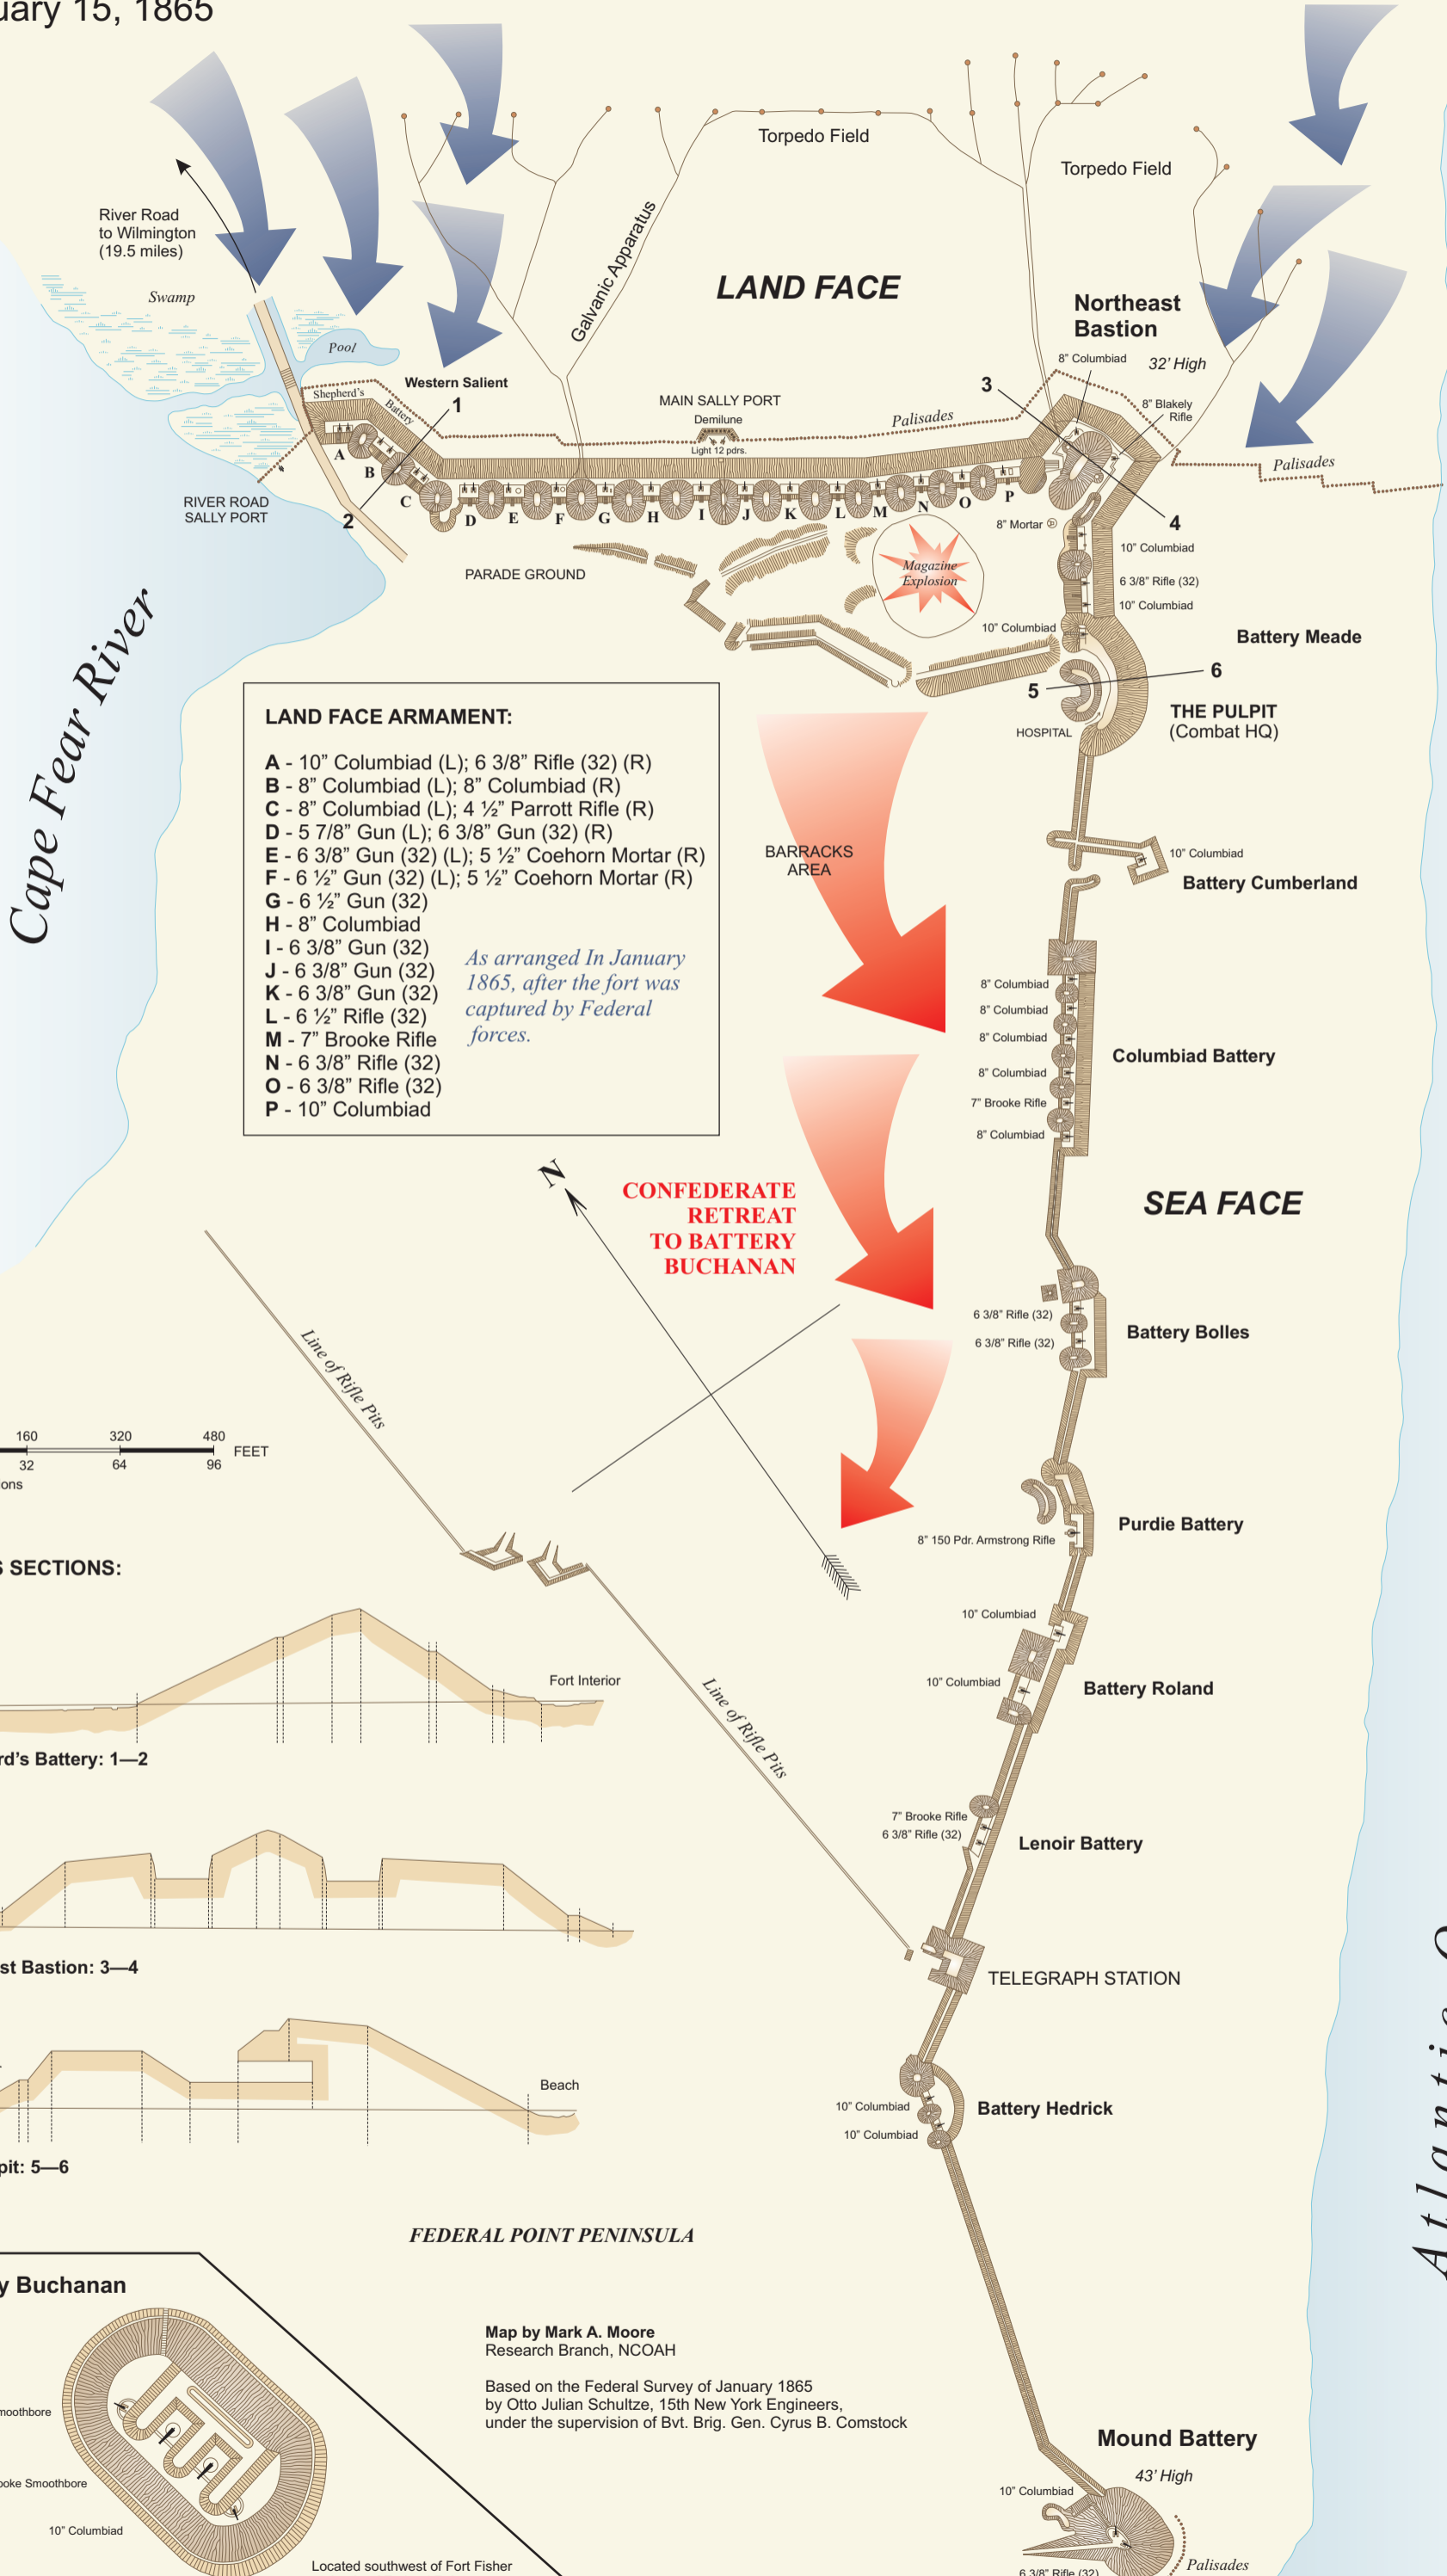 uary 15, 1865
River Road
to Wilmington
(19.5 miles)
Swamp
Pool
Torpedo Field
Torpedo Field
Galvanic Apparatus
LAND FACE
Northeast
Bastion
32’ High
8” Columbiad
8” Blakely
Rifle
3
4
Western Salient
1
2
Shepherd’s
Battery
MAIN SALLY PORT
Demilune
Light 12 pdrs.
Palisades
Palisades
RIVER ROAD
SALLY PORT
A
B
C
D
E
F
G
H
I
J
K
L
M
N
O
P
8” Mortar
PARADE GROUND
Magazine
Explosion
10” Columbiad
6 3/8” Rifle (32)
10” Columbiad
10” Columbiad
Battery Meade
5
6
THE PULPIT
(Combat HQ)
HOSPITAL
Cape Fear River
LAND FACE ARMAMENT:
A - 10” Columbiad (L); 6 3/8” Rifle (32) (R)
B - 8” Columbiad (L); 8” Columbiad (R)
C - 8” Columbiad (L); 4 ½” Parrott Rifle (R)
D - 5 7/8” Gun (L); 6 3/8” Gun (32) (R)
E - 6 3/8” Gun (32) (L); 5 ½” Coehorn Mortar (R)
F - 6 ½” Gun (32) (L); 5 ½” Coehorn Mortar (R)
G - 6 ½” Gun (32)
H - 8” Columbiad
I - 6 3/8” Gun (32)
J - 6 3/8” Gun (32)
K - 6 3/8” Gun (32)
L - 6 ½” Rifle (32)
M - 7” Brooke Rifle
N - 6 3/8” Rifle (32)
O - 6 3/8” Rifle (32)
P - 10” Columbiad
As arranged In January
1865, after the fort was
captured by Federal
forces.
BARRACKS
AREA
10” Columbiad
Battery Cumberland
8” Columbiad
8” Columbiad
8” Columbiad
8” Columbiad
7” Brooke Rifle
8” Columbiad
Columbiad Battery
N
CONFEDERATE
RETREAT
TO BATTERY
BUCHANAN
SEA FACE
6 3/8” Rifle (32)
6 3/8” Rifle (32)
Battery Bolles
Line of Rifle Pits
160 320 480
FEET
32 64 96
ons
8” 150 Pdr. Armstrong Rifle
Purdie Battery
S SECTIONS:
10” Columbiad
10” Columbiad
Battery Roland
Fort Interior
Line of Rifle Pits
rd’s Battery: 1—2
7” Brooke Rifle
6 3/8” Rifle (32)
Lenoir Battery
st Bastion: 3—4
TELEGRAPH STATION
Beach
10” Columbiad
10” Columbiad
Battery Hedrick
pit: 5—6
Atlantic O
FEDERAL POINT PENINSULA
y Buchanan
Map by Mark A. Moore
Research Branch, NCOAH
Based on the Federal Survey of January 1865
by Otto Julian Schultze, 15th New York Engineers,
under the supervision of Bvt. Brig. Gen. Cyrus B. Comstock
moothbore
ooke Smoothbore
10” Columbiad
Located southwest of Fort Fisher
Mound Battery
43’ High
10” Columbiad
6 3/8” Rifle (32)
Palisades